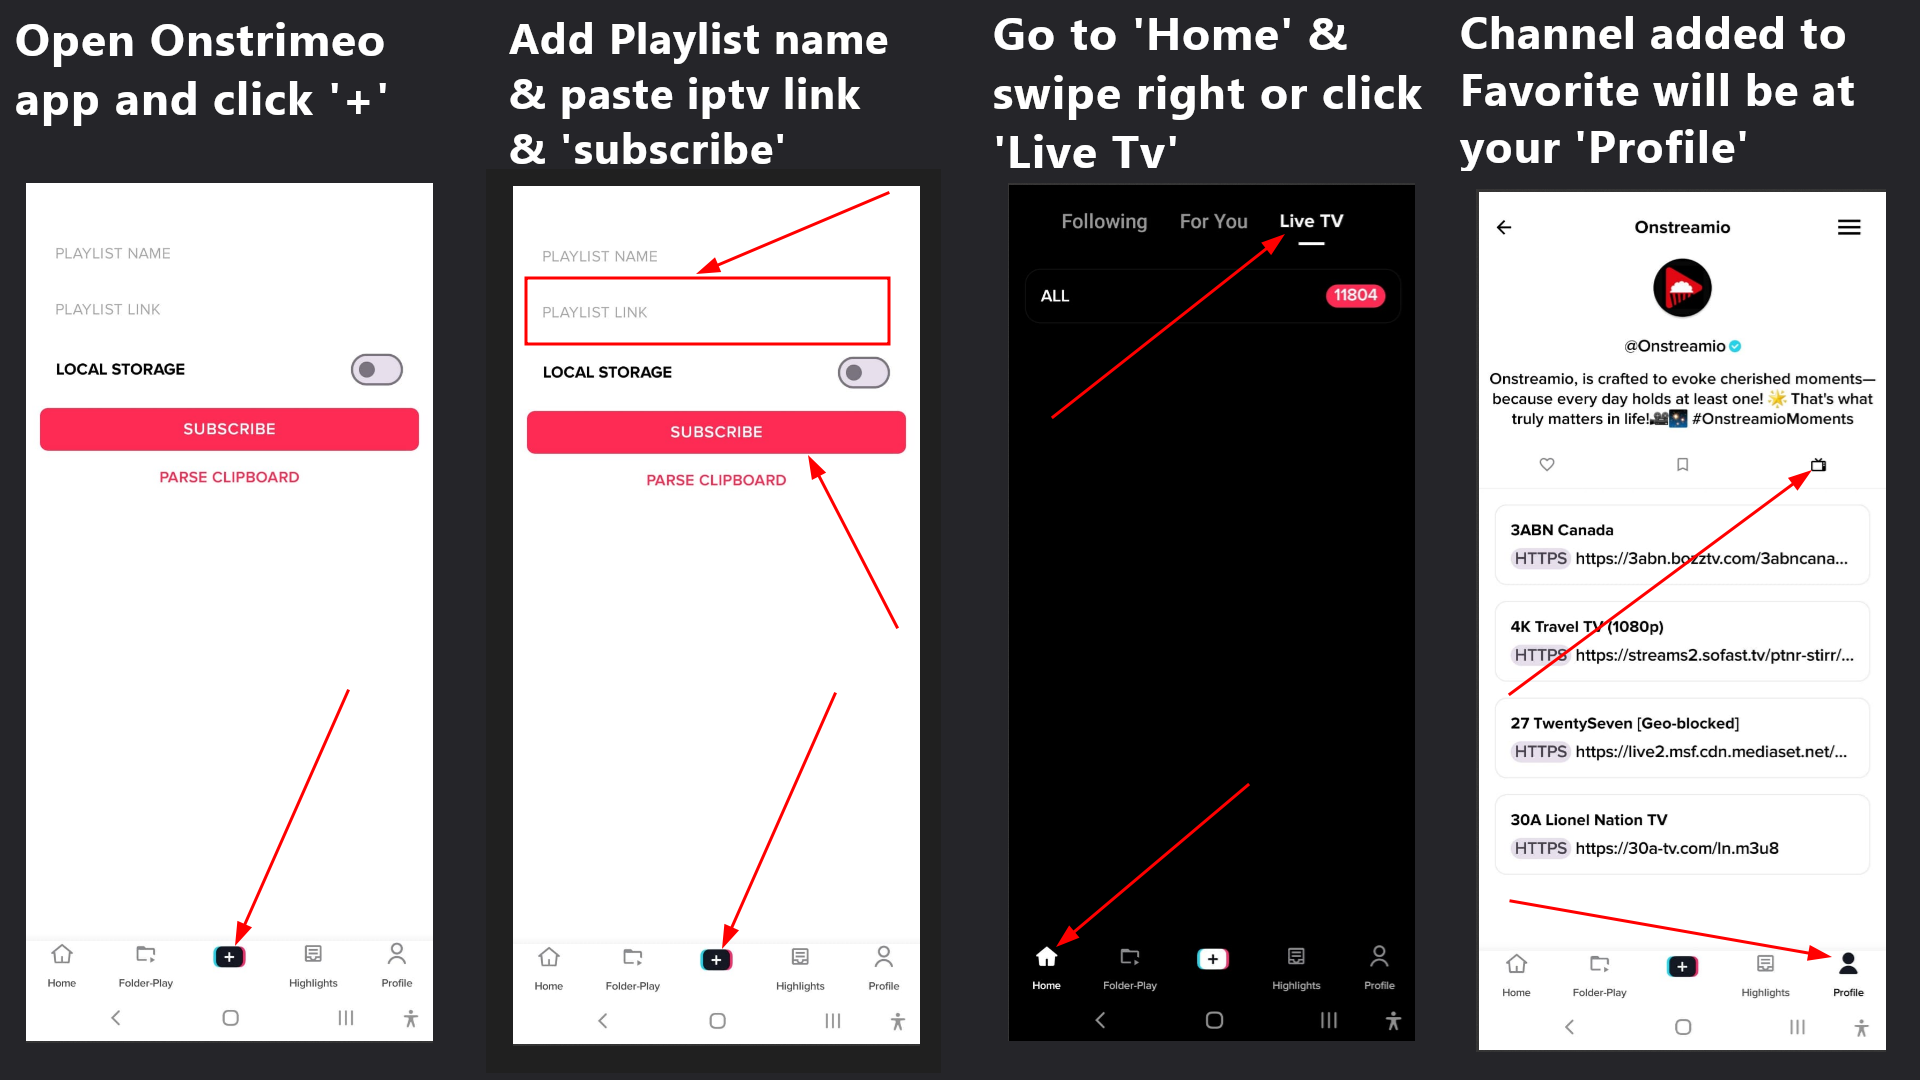 Open Onstrimeo
app and click '+'
PLAYLIST NAME
PLAYLIST LINK
LOCAL STORAGE
SUBSCRIBE
PARSE CLIPBOARD
Home
Folder-Play
+
Highlights
Profile
Add Playlist name
& paste iptv link
& 'subscribe'
PLAYLIST NAME
PLAYLIST LINK
LOCAL STORAGE
SUBSCRIBE
PARSE CLIPBOARD
Home
Folder-Play
+
Highlights
Profile
Go to 'Home' &
swipe right or click
'Live Tv'
Following For You Live TV
ALL 11804
Home
Folder-Play
+
Highlights
Profile
Channel added to
Favorite will be at
your 'Profile'
Onstreamio
@Onstreamio
Onstreamio, is crafted to evoke cherished moments—
because every day holds at least one! 🌟 That's what
truly matters in life!🎥🌠 #OnstreamioMoments
3ABN Canada
HTTPS https://3abn.bozztv.com/3abncana...
4K Travel TV (1080p)
HTTPS https://streams2.sofast.tv/ptnr-stirr/...
27 TwentySeven [Geo-blocked]
HTTPS https://live2.msf.cdn.mediaset.net/...
30A Lionel Nation TV
HTTPS https://30a-tv.com/ln.m3u8
Home
Folder-Play
+
Highlights
Profile